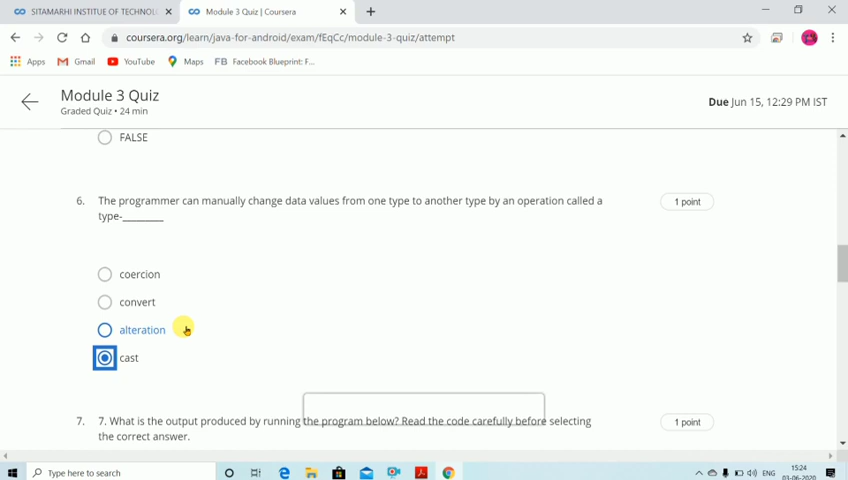 SITAMARHI INSTITUE OF TECHNOL
Module 3 Quiz | Coursera
coursera.org/learn/java-for-android/exam/fEqCc/module-3-quiz/attempt
Apps
Gmail
YouTube
Maps
FB Facebook Blueprint: F...
Module 3 Quiz
Graded Quiz • 24 min
Due Jun 15, 12:29 PM IST
FALSE
6. The programmer can manually change data values from one type to another type by an operation called a
type-_________
1 point
coercion
convert
alteration
cast
7. 7. What is the output produced by running the program below? Read the code carefully before selecting
the correct answer.
1 point
Type here to search
ENG
15:24
03-06-2020